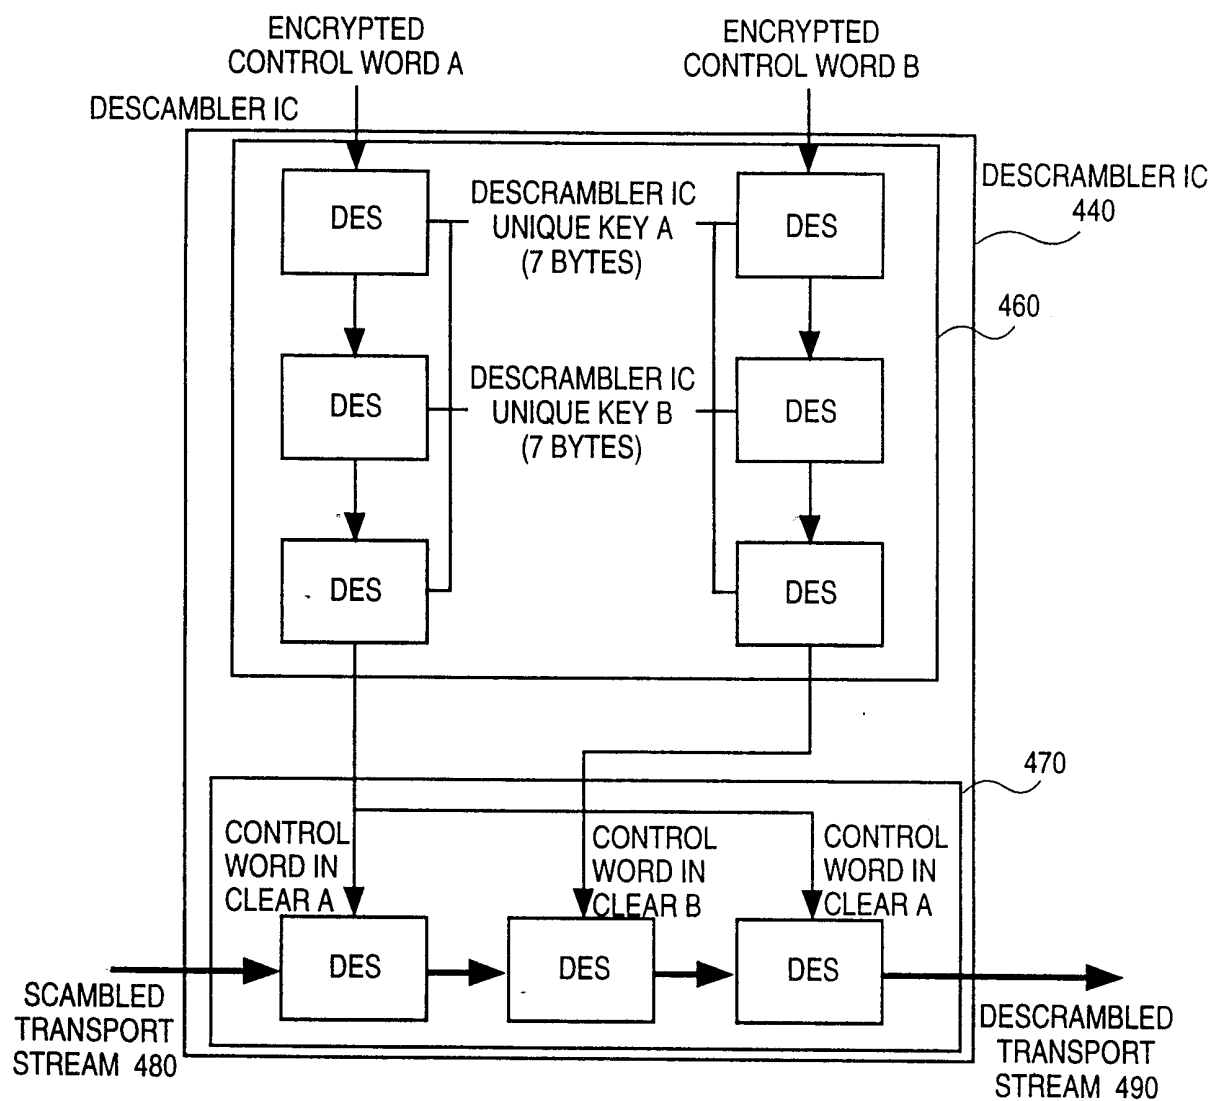 ENCRYPTED
CONTROL WORD A
ENCRYPTED
CONTROL WORD B
DESCAMBLER IC
DESCRAMBLER IC
440
460
DES
DESCRAMBLER IC
UNIQUE KEY A
(7 BYTES)
DES
DES
DESCRAMBLER IC
UNIQUE KEY B
(7 BYTES)
DES
DES
DES
470
CONTROL
WORD IN
CLEAR A
CONTROL
WORD IN
CLEAR B
CONTROL
WORD IN
CLEAR A
DES
DES
DES
SCAMBLED
TRANSPORT
STREAM 480
DESCRAMBLED
TRANSPORT
STREAM 490